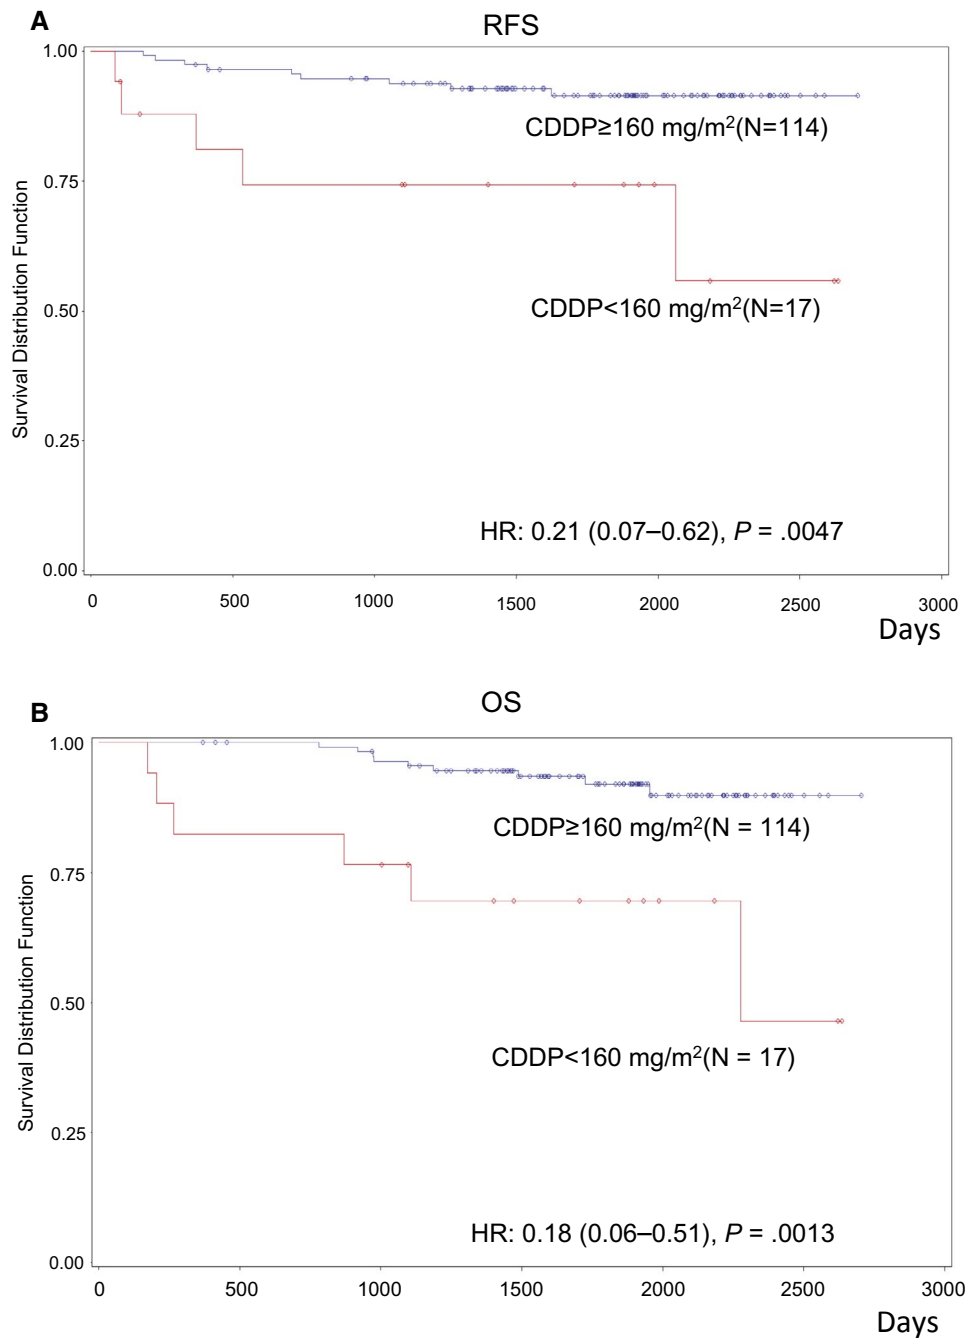 A
RFS
1.00
0.75
0.50
0.25
0.00
Survival Distribution Function
CDDP≥160 mg/m²(N=114)
CDDP<160 mg/m²(N=17)
HR: 0.21 (0.07–0.62), P = .0047
0 500 1000 1500 2000 2500 3000
Days
B
OS
1.00
0.75
0.50
0.25
0.00
Survival Distribution Function
CDDP≥160 mg/m²(N = 114)
CDDP<160 mg/m²(N = 17)
HR: 0.18 (0.06–0.51), P = .0013
0 500 1000 1500 2000 2500 3000
Days